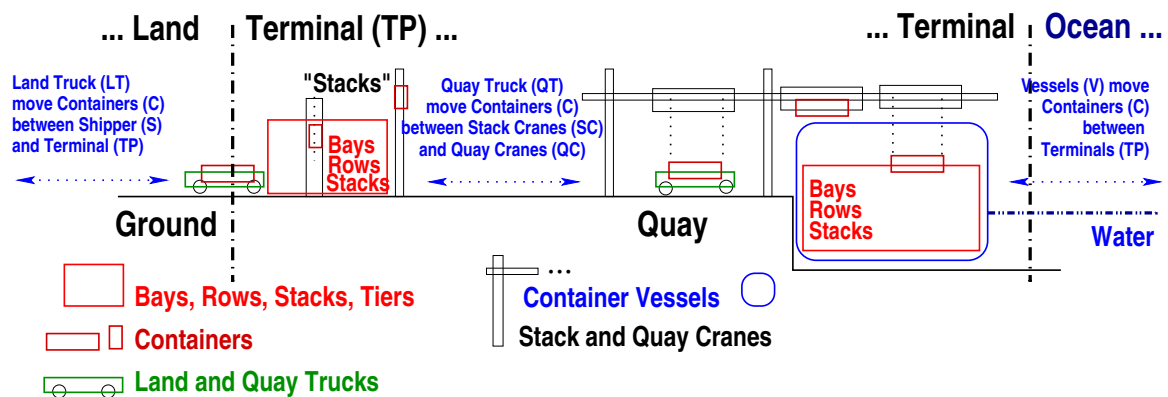 ... Land
Terminal (TP) ...
... Terminal
Ocean ...
Land Truck (LT)
move Containers (C)
between Shipper (S)
and Terminal (TP)
"Stacks"
Quay Truck (QT)
move Containers (C)
between Stack Cranes (SC)
and Quay Cranes (QC)
Vessels (V) move
Containers (C)
between
Terminals (TP)
Bays
Rows
Stacks
Bays
Rows
Stacks
Ground
Quay
Water
Bays, Rows, Stacks, Tiers
...
Container Vessels
Containers
Stack and Quay Cranes
Land and Quay Trucks